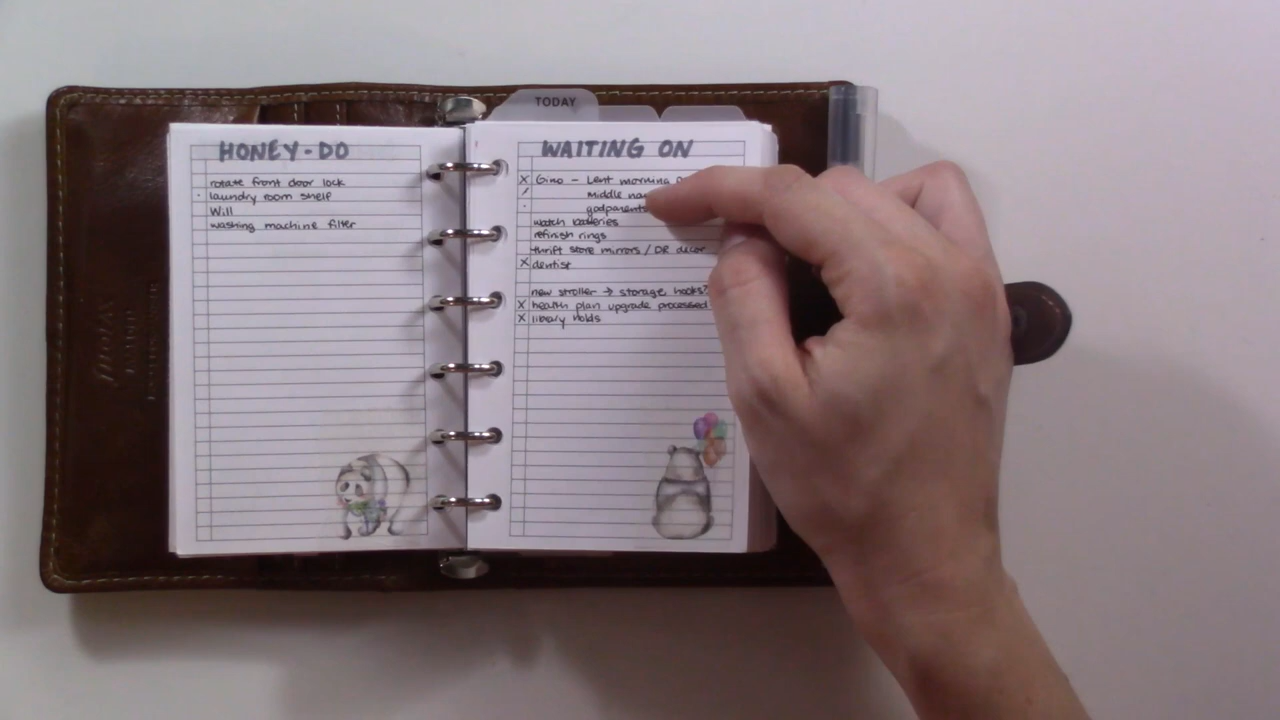 TODAY
HONEY-DO
rotate front door lock
laundry room shelf
Will
washing machine filter
WAITING ON
X Gino - Lent morning
/ Middle
· godparents
watch batteries
refinish rings
thrift store mirrors / DR decor
X dentist
new stroller → storage hooks?
X health plan upgrade processed
X library holds